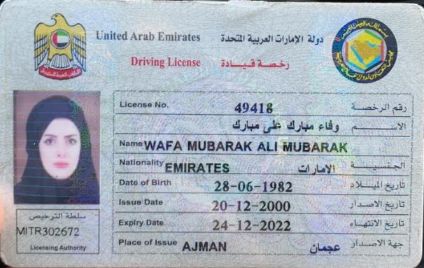 United Arab Emirates دولة الإمارات العربية المتحدة
Driving License رخصة قيادة
License No. 49418 رقم الرخصة
وفاء مبارك على مبارك الاسم
Name WAFA MUBARAK ALI MUBARAK
Nationality EMIRATES الامارات الجنسية
Date of Birth 28-06-1982 تاريخ الميلاد
Issue Date 20-12-2000 تاريخ الاصدار
Expiry Date 24-12-2022 تاريخ الانتهاء
Place of Issue AJMAN عجمان جهة الاصدار
سلطة الترخيص
MITR302672
Licensing Authority